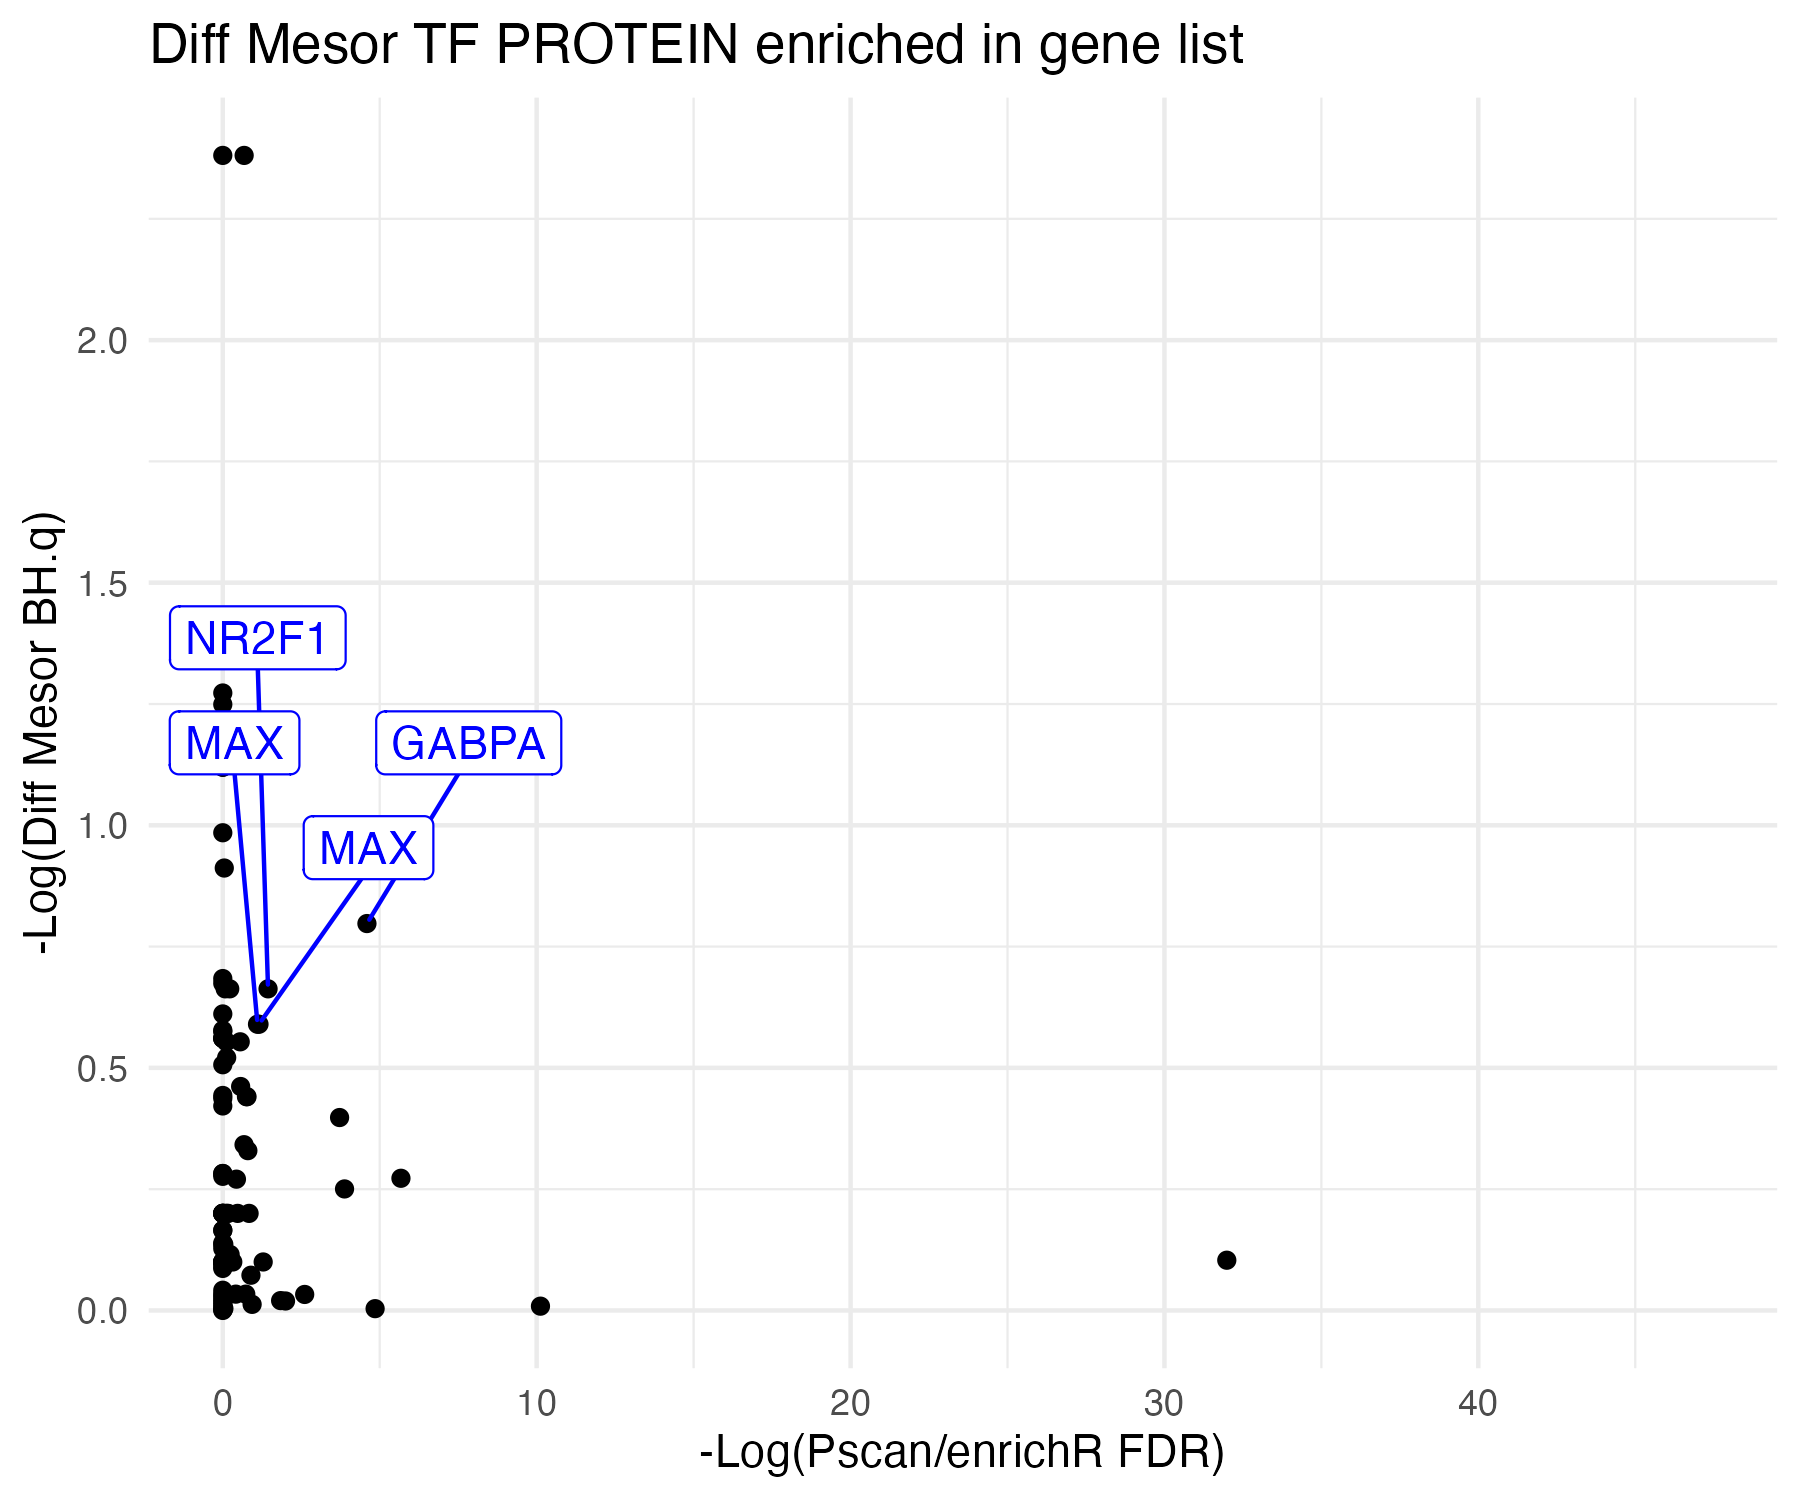 Diff Mesor TF PROTEIN enriched in gene list
-Log(Diff Mesor BH.q)
2.0
1.5
1.0
0.5
0.0
NR2F1
MAX
GABPA
MAX
0
10
20
30
40
-Log(Pscan/enrichR FDR)